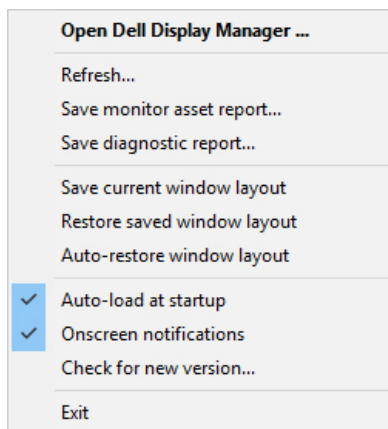 Open Dell Display Manager ...
Refresh...
Save monitor asset report...
Save diagnostic report...
Save current window layout
Restore saved window layout
Auto-restore window layout
Auto-load at startup
Onscreen notifications
Check for new version...
Exit